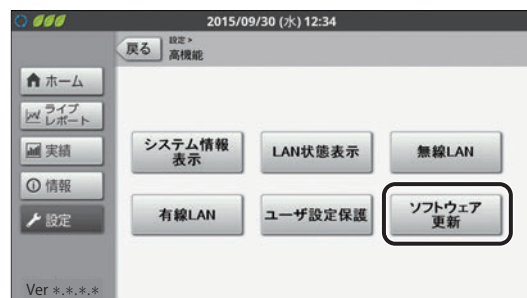 2015/09/30 (水) 12:34
戻る
設定 >
高機能
ホーム
ライブ
レポート
実績
情報
設定
システム情報
表示
LAN状態表示
無線LAN
有線LAN
ユーザ設定保護
ソフトウェア
更新
Ver *.*.*.*